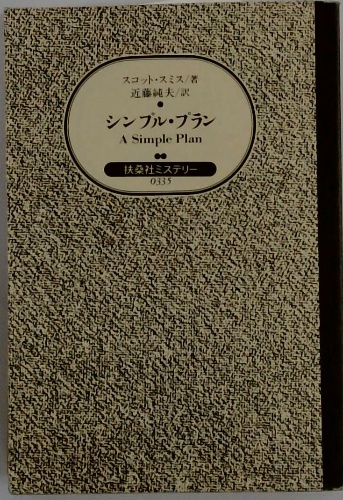 スコット・スミス/著
近藤純夫/訳
シンプル・プラン
A Simple Plan
扶桑社ミステリー
0335